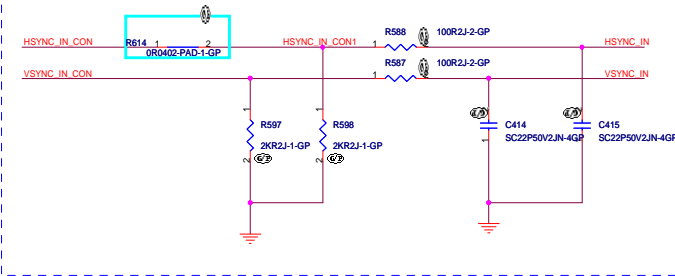 R588 100R2J-2-GP
HSYNC_IN_CON R614 1 2 HSYNC_IN_CON1 1 2 HSYNC_IN
0R0402-PAD-1-GP
R587 100R2J-2-GP
VSYNC_IN_CON 1 2 VSYNC_IN
1 R597 1 R598 C414 C415
2KR2J-1-GP 2KR2J-1-GP SC22P50V2JN-4GP SC22P50V2JN-4GP
2 2 1 1